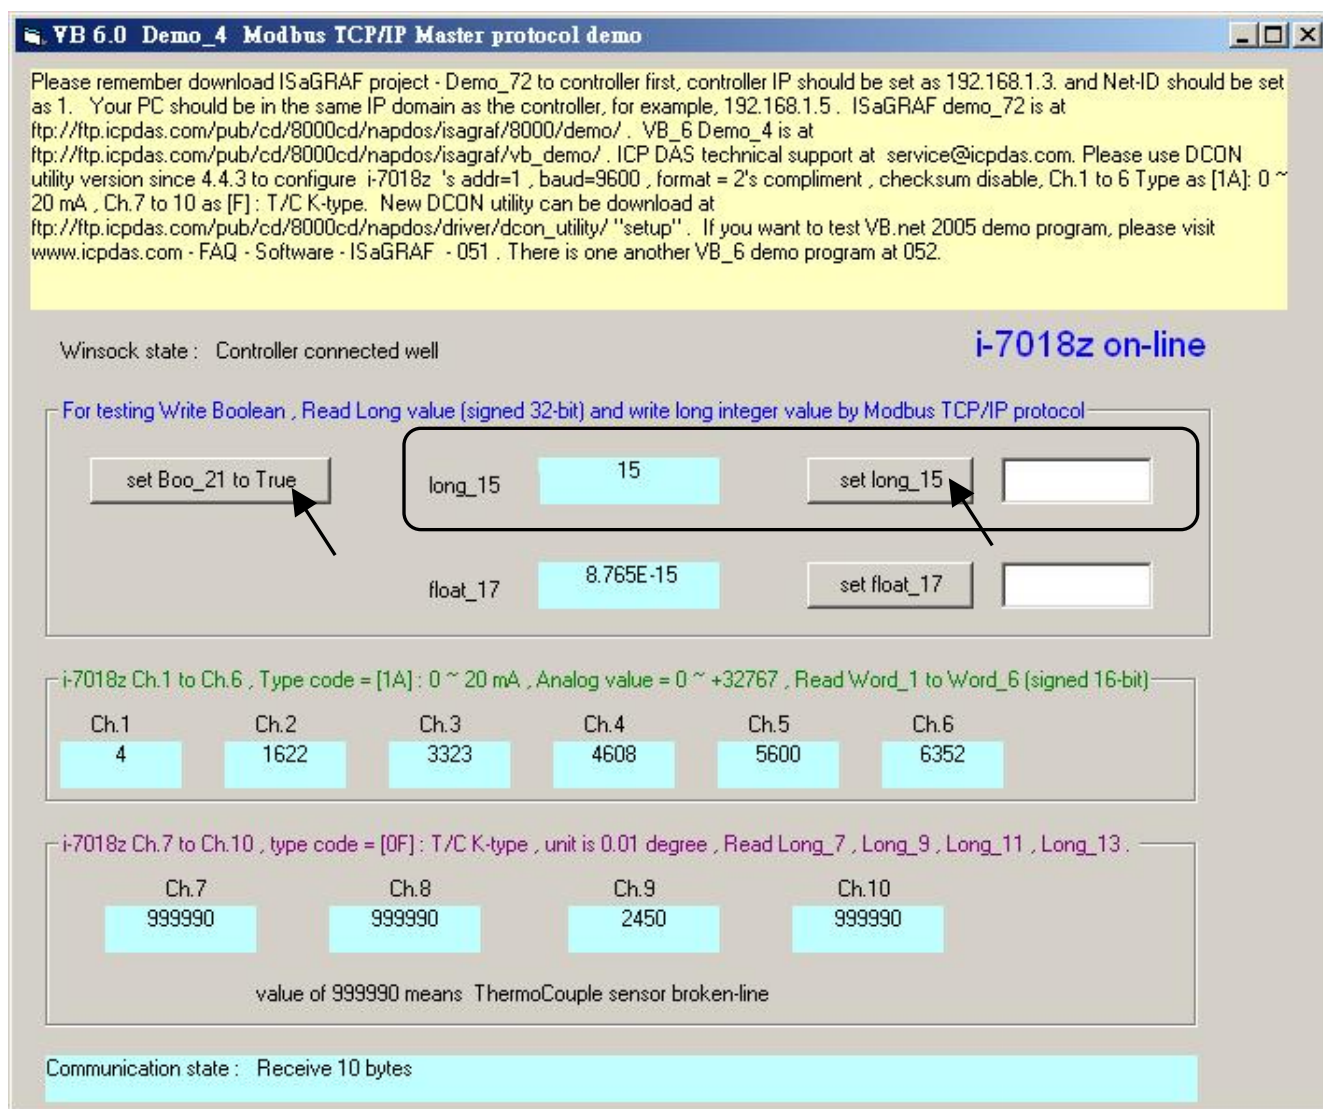 VB 6.0 Demo_4 Modbus TCP/IP Master protocol demo
Please remember download ISaGRAF project - Demo_72 to controller first, controller IP should be set as 192.168.1.3. and Net-ID should be set
as 1. Your PC should be in the same IP domain as the controller, for example, 192.168.1.5 . ISaGRAF demo_72 is at
ftp://ftp.icpdas.com/pub/cd/8000cd/napdos/isagraf/8000/demo/ . VB_6 Demo_4 is at
ftp://ftp.icpdas.com/pub/cd/8000cd/napdos/isagraf/vb_demo/ . ICP DAS technical support at service@icpdas.com. Please use DCON
utility version since 4.4.3 to configure i-7018z 's addr=1 , baud=9600 , format = 2's compliment , checksum disable, Ch.1 to 6 Type as [1A]: 0 ~
20 mA , Ch.7 to 10 as [F] : T/C K-type. New DCON utility can be download at
ftp://ftp.icpdas.com/pub/cd/8000cd/napdos/driver/dcon_utility/ "setup" . If you want to test VB.net 2005 demo program, please visit
www.icpdas.com - FAQ - Software - ISaGRAF - 051 . There is one another VB_6 demo program at 052.
Winsock state : Controller connected well
i-7018z on-line
For testing Write Boolean , Read Long value (signed 32-bit) and write long integer value by Modbus TCP/IP protocol
set Boo_21 to True long_15 15 set long_15
float_17 8.765E-15 set float_17
i-7018z Ch.1 to Ch.6 , Type code = [1A] : 0 ~ 20 mA , Analog value = 0 ~ +32767 , Read Word_1 to Word_6 (signed 16-bit)
Ch.1 Ch.2 Ch.3 Ch.4 Ch.5 Ch.6
4 1622 3323 4608 5600 6352
i-7018z Ch.7 to Ch.10 , type code = [0F] : T/C K-type , unit is 0.01 degree , Read Long_7 , Long_9 , Long_11 , Long_13 .
Ch.7 Ch.8 Ch.9 Ch.10
999990 999990 2450 999990
value of 999990 means ThermoCouple sensor broken-line
Communication state : Receive 10 bytes